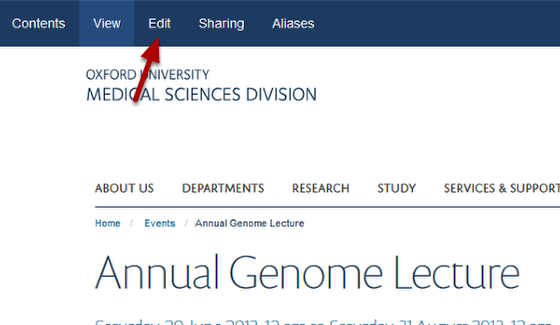 Contents View Edit Sharing Aliases
OXFORD UNIVERSITY
MEDICAL SCIENCES DIVISION
ABOUT US DEPARTMENTS RESEARCH STUDY SERVICES & SUPPORT
Home / Events / Annual Genome Lecture
Annual Genome Lecture